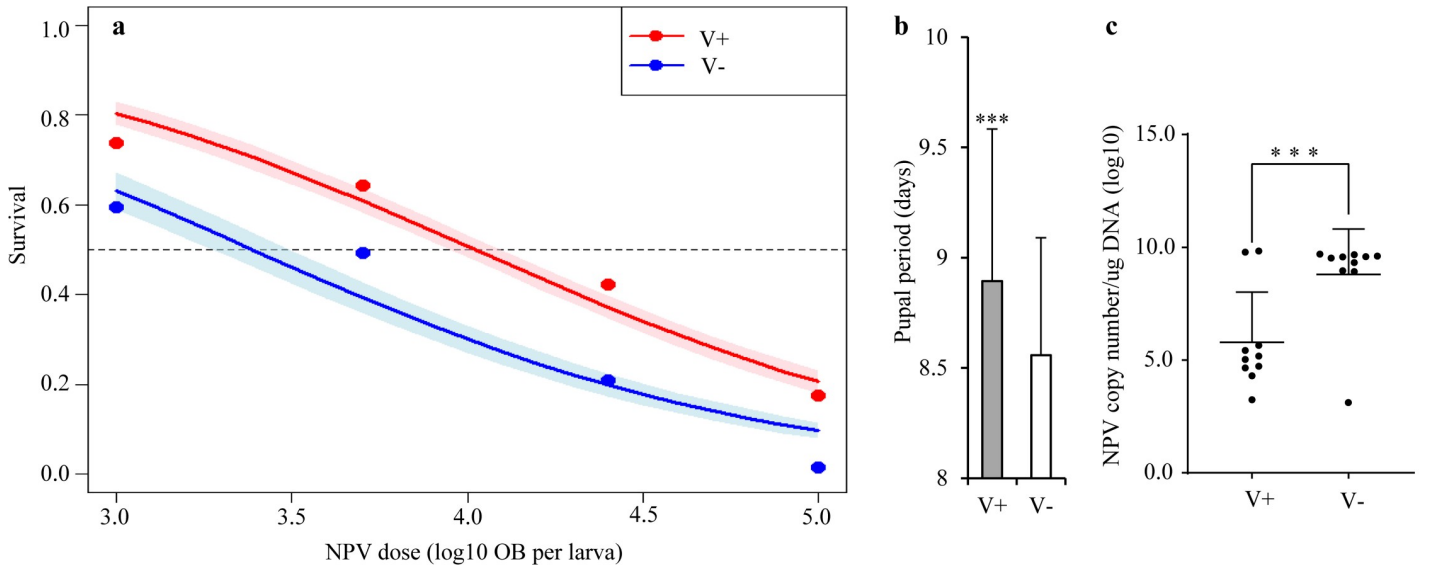 a
1.0
0.8
0.6
0.4
0.2
0.0
Survival
3.0 3.5 4.0 4.5 5.0
NPV dose (log10 OB per larva)
V+
V-
b
10
9.5
9
8.5
8
Pupal period (days)
***
V+ V-
c
15.0
10.0
5.0
0.0
NPV copy number/ug DNA (log10)
* * *
V+ V-